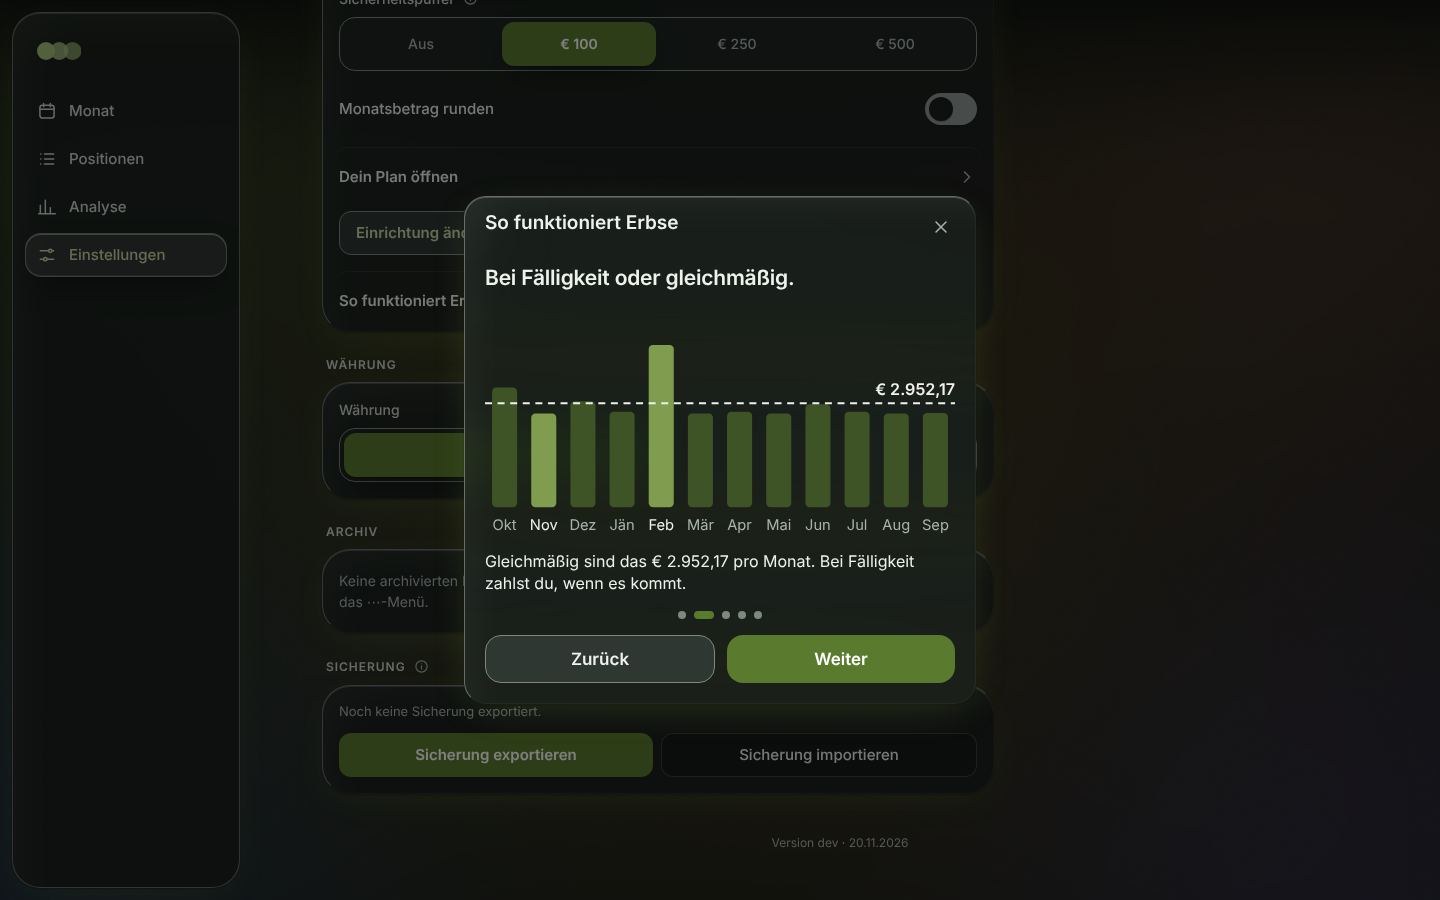 Sicherheitspuffer
Aus
€ 100
€ 250
€ 500
Monat
Monatsbetrag runden
Positionen
Dein Plan öffnen
Analyse
So funktioniert Erbse
Einrichtung änd
Einstellungen
Bei Fälligkeit oder gleichmäßig.
So funktioniert Er
WÄHRUNG
€ 2.952,17
Währung
Okt Nov Dez Jän Feb Mär Apr Mai Jun Jul Aug Sep
ARCHIV
Gleichmäßig sind das € 2.952,17 pro Monat. Bei Fälligkeit
zahlst du, wenn es kommt.
Keine archivierten
das ···-Menü.
Zurück
Weiter
SICHERUNG
Noch keine Sicherung exportiert.
Sicherung exportieren
Sicherung importieren
Version dev · 20.11.2026